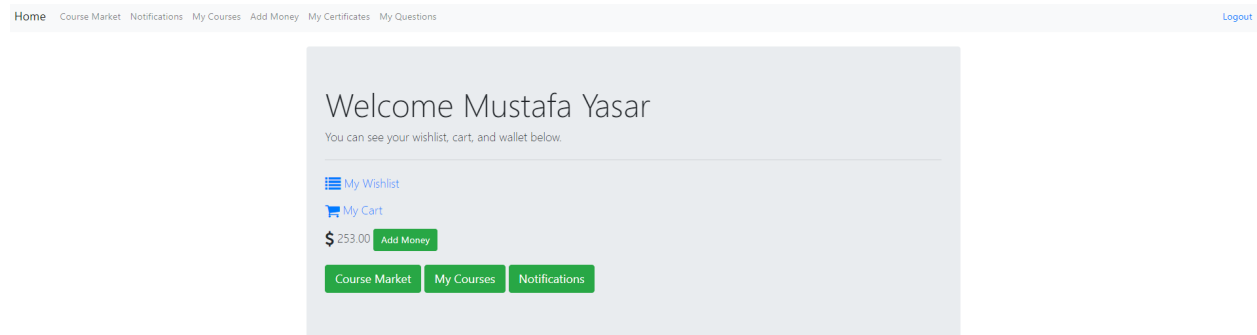 Home Course Market Notifications My Courses Add Money My Certificates My Questions Logout
Welcome Mustafa Yasar
You can see your wishlist, cart, and wallet below.
My Wishlist
My Cart
$ 253.00 Add Money
Course Market My Courses Notifications